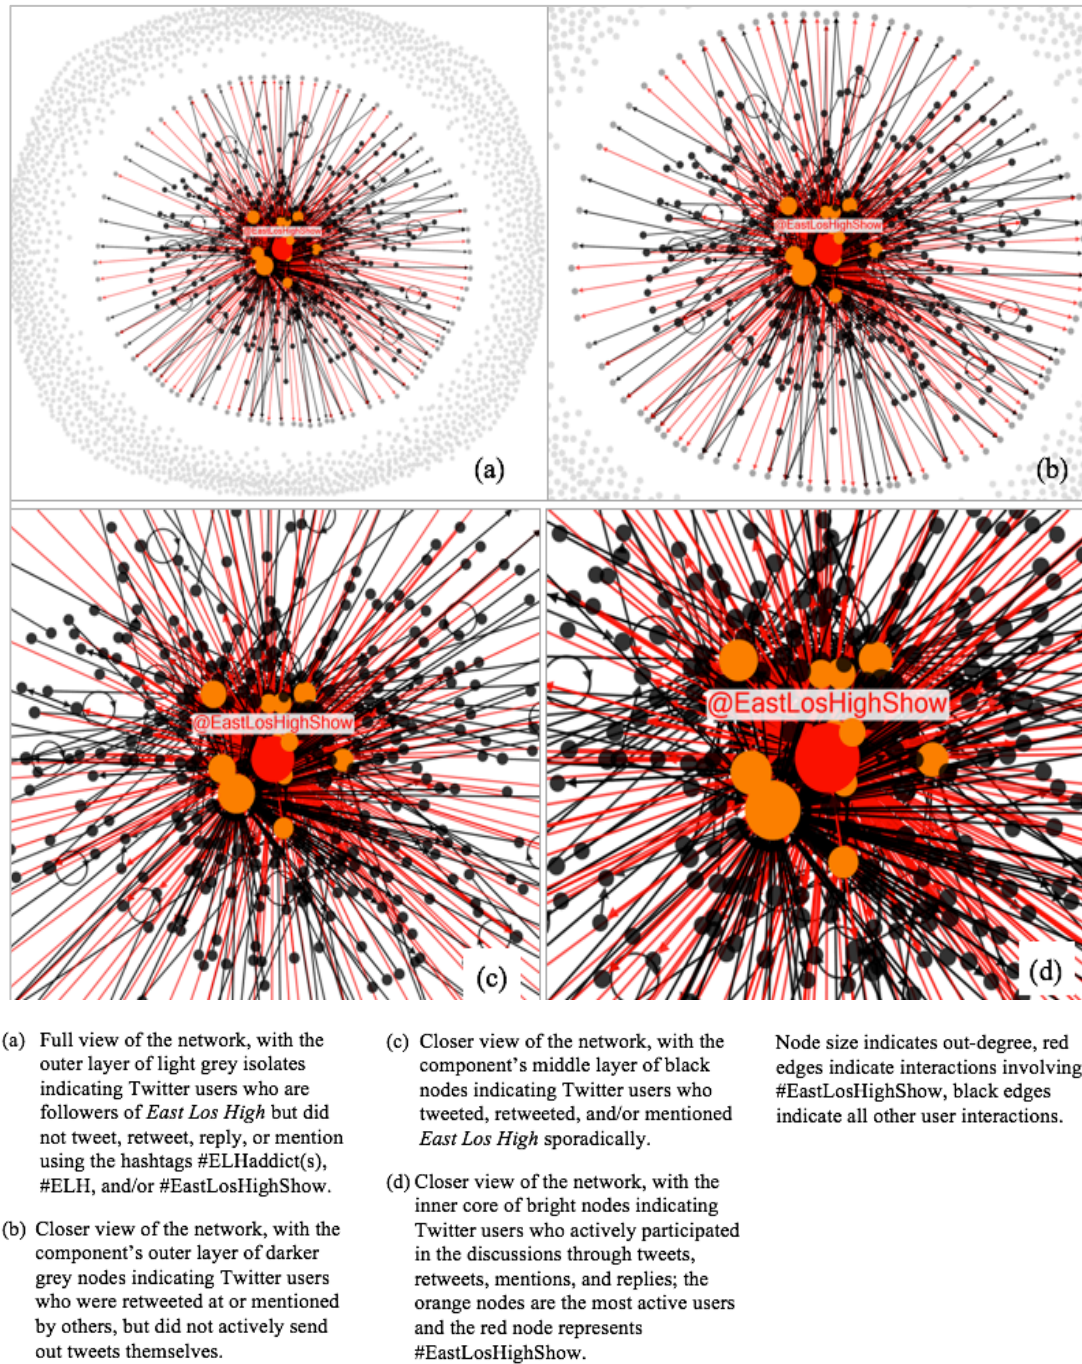 @EastLosHighShow
(a)
@EastLosHighShow
(b)
@EastLosHighShow
(c)
@EastLosHighShow
(d)
(a) Full view of the network, with the
outer layer of light grey isolates
indicating Twitter users who are
followers of East Los High but did
not tweet, retweet, reply, or mention
using the hashtags #ELHaddict(s),
#ELH, and/or #EastLosHighShow.
(b) Closer view of the network, with the
component's outer layer of darker
grey nodes indicating Twitter users
who were retweeted at or mentioned
by others, but did not actively send
out tweets themselves.
(c) Closer view of the network, with the
component's middle layer of black
nodes indicating Twitter users who
tweeted, retweeted, and/or mentioned
East Los High sporadically.
(d) Closer view of the network, with the
inner core of bright nodes indicating
Twitter users who actively participated
in the discussions through tweets,
retweets, mentions, and replies; the
orange nodes are the most active users
and the red node represents
#EastLosHighShow.
Node size indicates out-degree, red
edges indicate interactions involving
#EastLosHighShow, black edges
indicate all other user interactions.